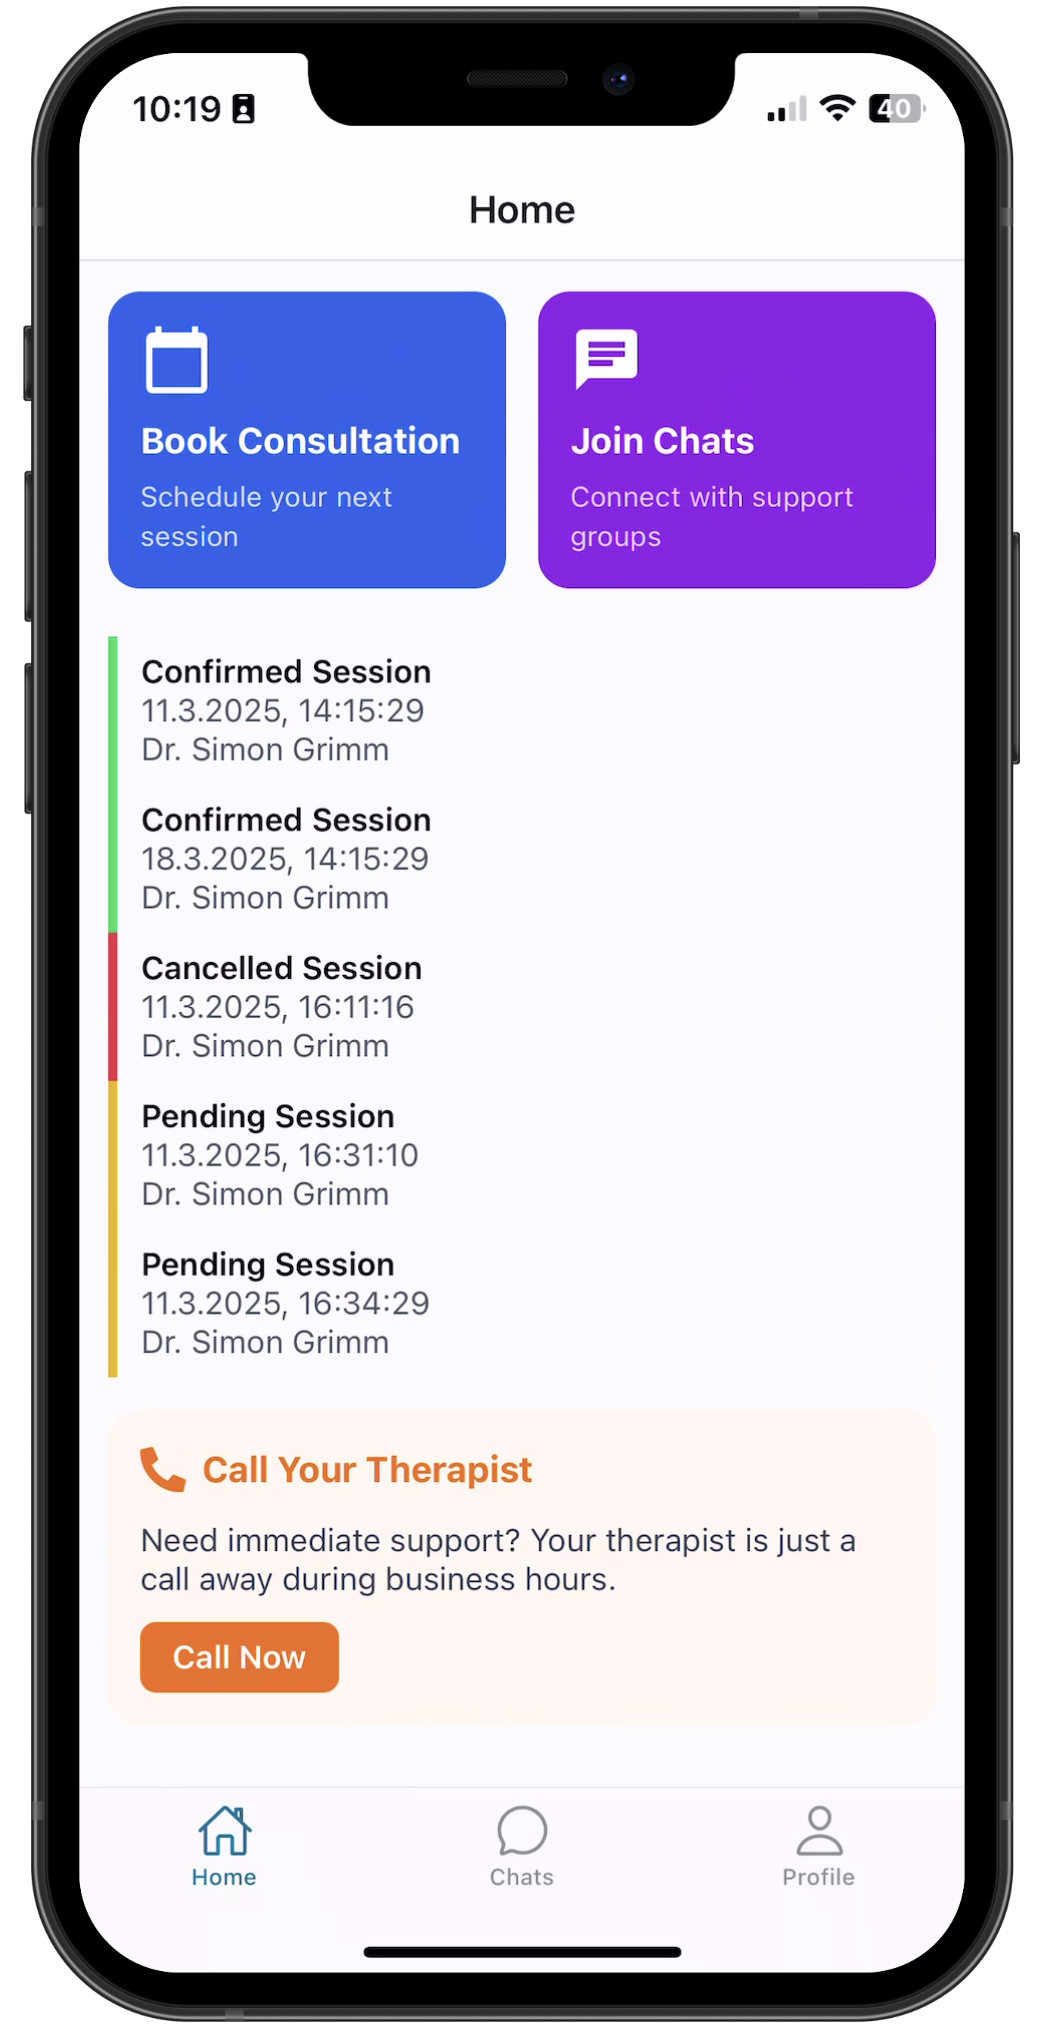 10:19
40
Home
Book Consultation
Schedule your next
session
Join Chats
Connect with support
groups
Confirmed Session
11.3.2025, 14:15:29
Dr. Simon Grimm
Confirmed Session
18.3.2025, 14:15:29
Dr. Simon Grimm
Cancelled Session
11.3.2025, 16:11:16
Dr. Simon Grimm
Pending Session
11.3.2025, 16:31:10
Dr. Simon Grimm
Pending Session
11.3.2025, 16:34:29
Dr. Simon Grimm
Call Your Therapist
Need immediate support? Your therapist is just a
call away during business hours.
Call Now
Home
Chats
Profile